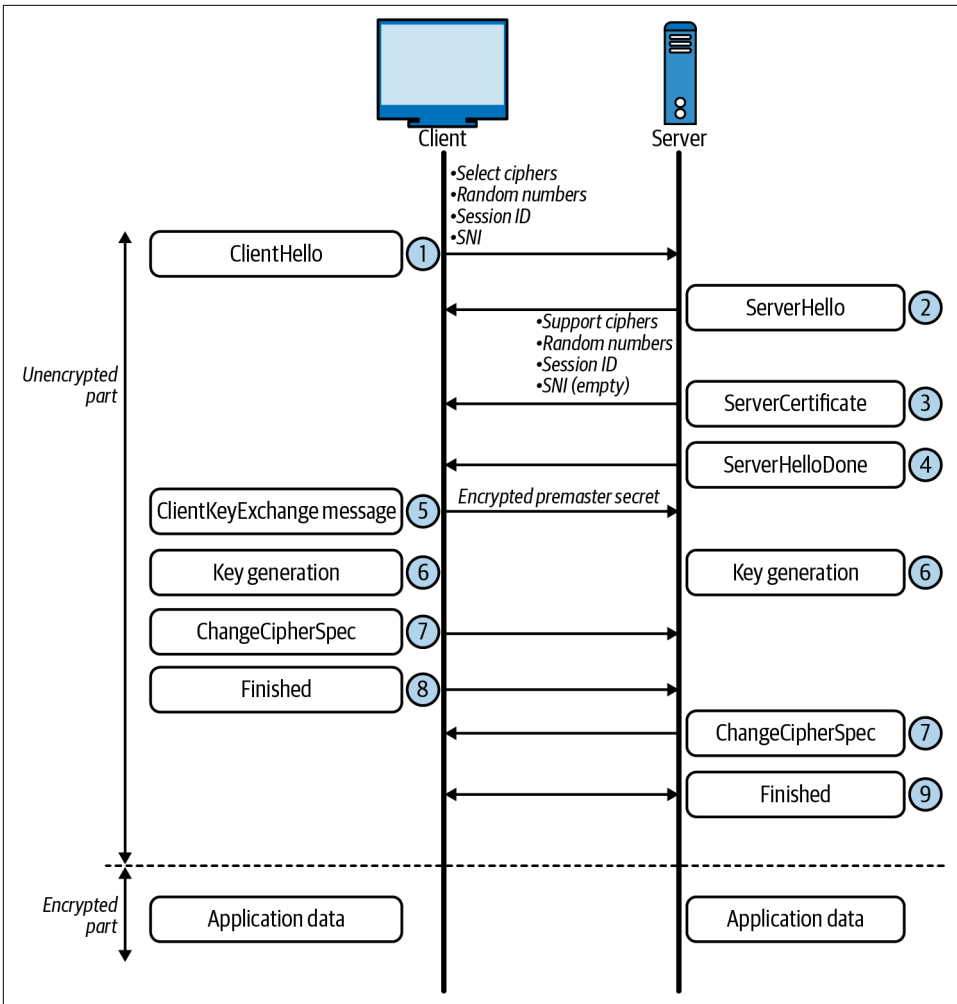 Client
Server
•Select ciphers
•Random numbers
•Session ID
•SNI
ClientHello
1
ServerHello
2
•Support ciphers
•Random numbers
•Session ID
•SNI (empty)
Unencrypted
part
ServerCertificate
3
ServerHelloDone
4
ClientKeyExchange message
5
Encrypted premaster secret
Key generation
6
Key generation
6
ChangeCipherSpec
7
Finished
8
ChangeCipherSpec
7
Finished
9
Encrypted
part
Application data
Application data